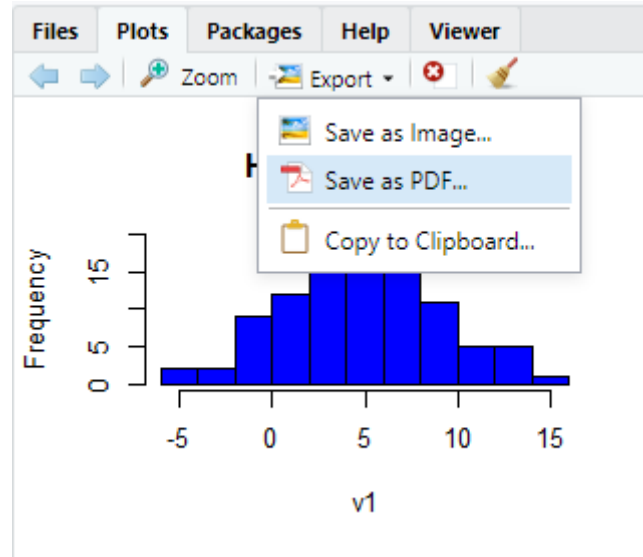 Files Plots Packages Help Viewer
Zoom Export
Save as Image...
Save as PDF...
Copy to Clipboard...
H
Frequency
15
5
0
-5 0 5 10 15
v1